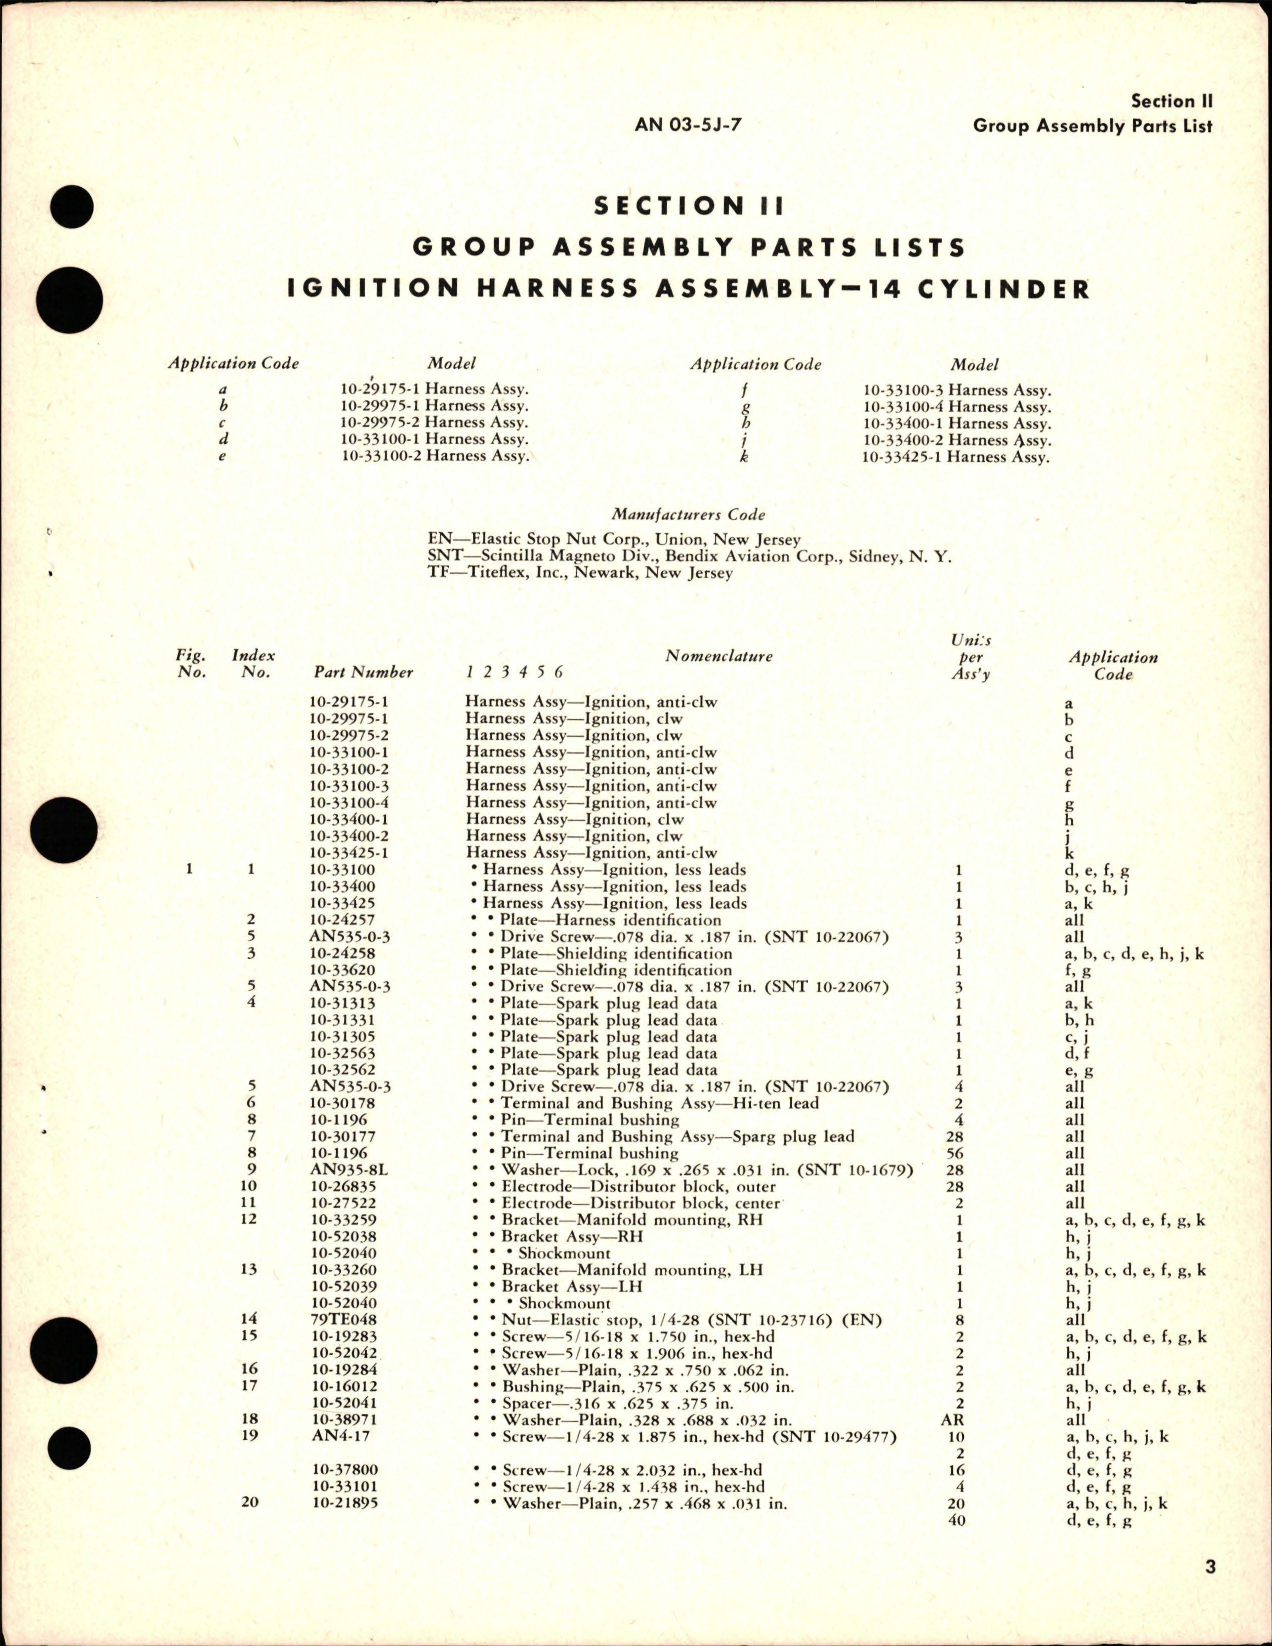 Section II
AN 03-5J-7 Group Assembly Parts List
SECTION II
GROUP ASSEMBLY PARTS LISTS
IGNITION HARNESS ASSEMBLY—14 CYLINDER
Application Code Model Application Code Model
a 10-29175-1 Harness Assy. f 10-33100-3 Harness Assy.
b 10-29975-1 Harness Assy. g 10-33100-4 Harness Assy.
c 10-29975-2 Harness Assy. h 10-33400-1 Harness Assy.
d 10-33100-1 Harness Assy. j 10-33400-2 Harness Assy.
e 10-33100-2 Harness Assy. k 10-33425-1 Harness Assy.
Manufacturers Code
EN—Elastic Stop Nut Corp., Union, New Jersey
SNT—Scintilla Magneto Div., Bendix Aviation Corp., Sidney, N. Y.
TF—Titeflex, Inc., Newark, New Jersey
Units
Fig. Index Nomenclature per Application
No. No. Part Number 1 2 3 4 5 6 Ass'y Code
10-29175-1 Harness Assy—Ignition, anti-clw a
10-29975-1 Harness Assy—Ignition, clw b
10-29975-2 Harness Assy—Ignition, clw c
10-33100-1 Harness Assy—Ignition, anti-clw d
10-33100-2 Harness Assy—Ignition, anti-clw e
10-33100-3 Harness Assy—Ignition, anti-clw f
10-33100-4 Harness Assy—Ignition, anti-clw g
10-33400-1 Harness Assy—Ignition, clw h
10-33400-2 Harness Assy—Ignition, clw j
10-33425-1 Harness Assy—Ignition, anti-clw k
1 1 10-33100 • Harness Assy—Ignition, less leads 1 d, e, f, g
10-33400 • Harness Assy—Ignition, less leads 1 b, c, h, j
10-33425 • Harness Assy—Ignition, less leads 1 a, k
2 10-24257 • • Plate—Harness identification 1 all
5 AN535-0-3 • • Drive Screw—.078 dia. x .187 in. (SNT 10-22067) 3 all
3 10-24258 • • Plate—Shielding identification 1 a, b, c, d, e, h, j, k
10-33620 • • Plate—Shielding identification 1 f, g
5 AN535-0-3 • • Drive Screw—.078 dia. x .187 in. (SNT 10-22067) 3 all
4 10-31313 • • Plate—Spark plug lead data 1 a, k
10-31331 • • Plate—Spark plug lead data 1 b, h
10-31305 • • Plate—Spark plug lead data 1 c, j
10-32563 • • Plate—Spark plug lead data 1 d, f
10-32562 • • Plate—Spark plug lead data 1 e, g
5 AN535-0-3 • • Drive Screw—.078 dia. x .187 in. (SNT 10-22067) 4 all
6 10-30178 • • Terminal and Bushing Assy—Hi-ten lead 2 all
8 10-1196 • • Pin—Terminal bushing 4 all
7 10-30177 • • Terminal and Bushing Assy—Sparg plug lead 28 all
8 10-1196 • • Pin—Terminal bushing 56 all
9 AN935-8L • • Washer—Lock, .169 x .265 x .031 in. (SNT 10-1679) 28 all
10 10-26835 • • Electrode—Distributor block, outer 28 all
11 10-27522 • • Electrode—Distributor block, center 2 all
12 10-33259 • • Bracket—Manifold mounting, RH 1 a, b, c, d, e, f, g, k
10-52038 • • Bracket Assy—RH 1 h, j
10-52040 • • • Shockmount 1 h, j
13 10-33260 • • Bracket—Manifold mounting, LH 1 a, b, c, d, e, f, g, k
10-52039 • • Bracket Assy—LH 1 h, j
10-52040 • • • Shockmount 1 h, j
14 79TE048 • • Nut—Elastic stop, 1/4-28 (SNT 10-23716) (EN) 8 all
15 10-19283 • • Screw—5/16-18 x 1.750 in., hex-hd 2 a, b, c, d, e, f, g, k
10-52042 • • Screw—5/16-18 x 1.906 in., hex-hd 2 h, j
16 10-19284 • • Washer—Plain, .322 x .750 x .062 in. 2 all
17 10-16012 • • Bushing—Plain, .375 x .625 x .500 in. 2 a, b, c, d, e, f, g, k
10-52041 • • Spacer—.316 x .625 x .375 in. 2 h, j
18 10-38971 • • Washer—Plain, .328 x .688 x .032 in. AR all
19 AN4-17 • • Screw—1/4-28 x 1.875 in., hex-hd (SNT 10-29477) 10 a, b, c, h, j, k
2 d, e, f, g
10-37800 • • Screw—1/4-28 x 2.032 in., hex-hd 16 d, e, f, g
10-33101 • • Screw—1/4-28 x 1.438 in., hex-hd 4 d, e, f, g
20 10-21895 • • Washer—Plain, .257 x .468 x .031 in. 20 a, b, c, h, j, k
40 d, e, f, g
3